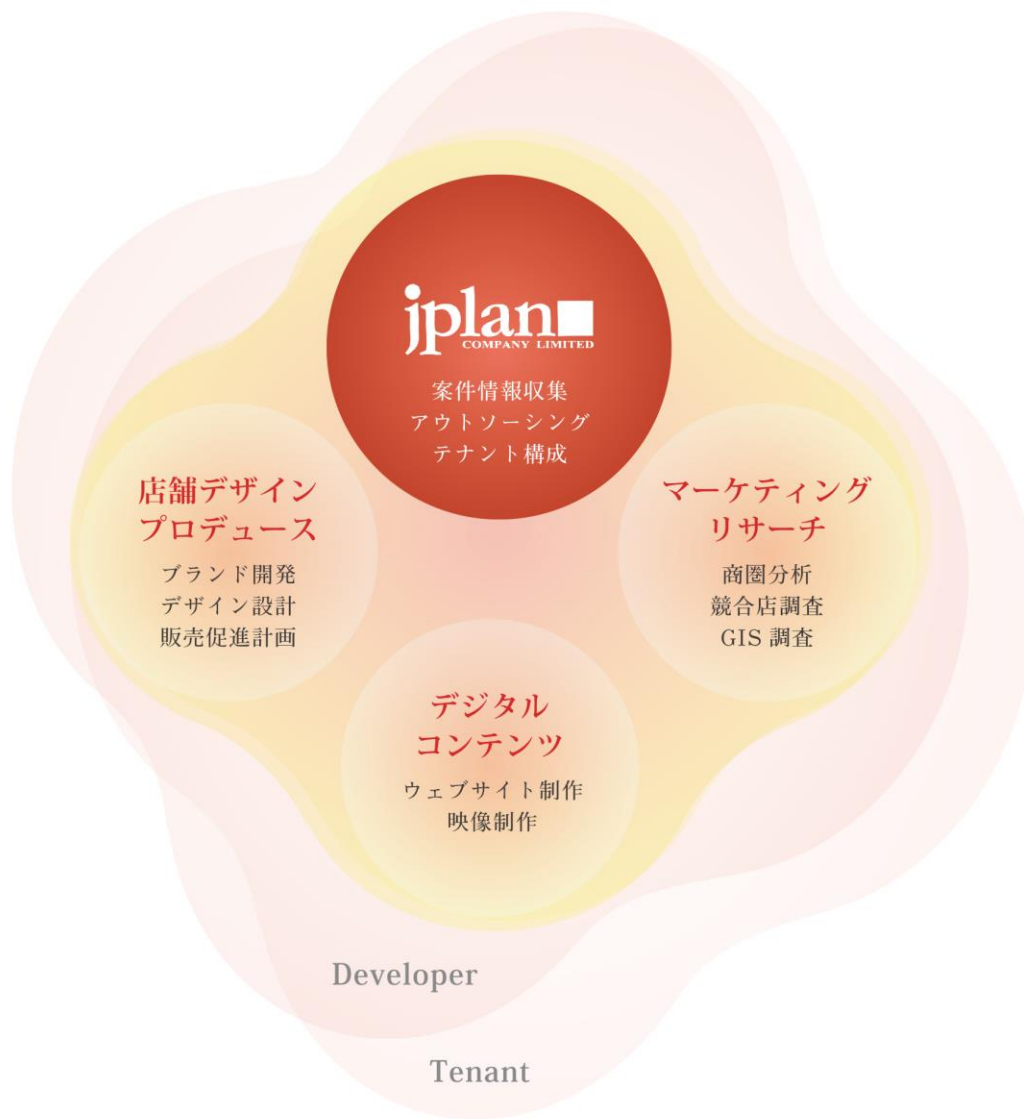 jplan
COMPANY LIMITED
案件情報収集
アウトソーシング
テナント構成
店舗デザイン
プロデュース
ブランド開発
デザイン設計
販売促進計画
マーケティング
リサーチ
商圏分析
競合店調査
GIS 調査
デジタル
コンテンツ
ウェブサイト制作
映像制作
Developer
Tenant